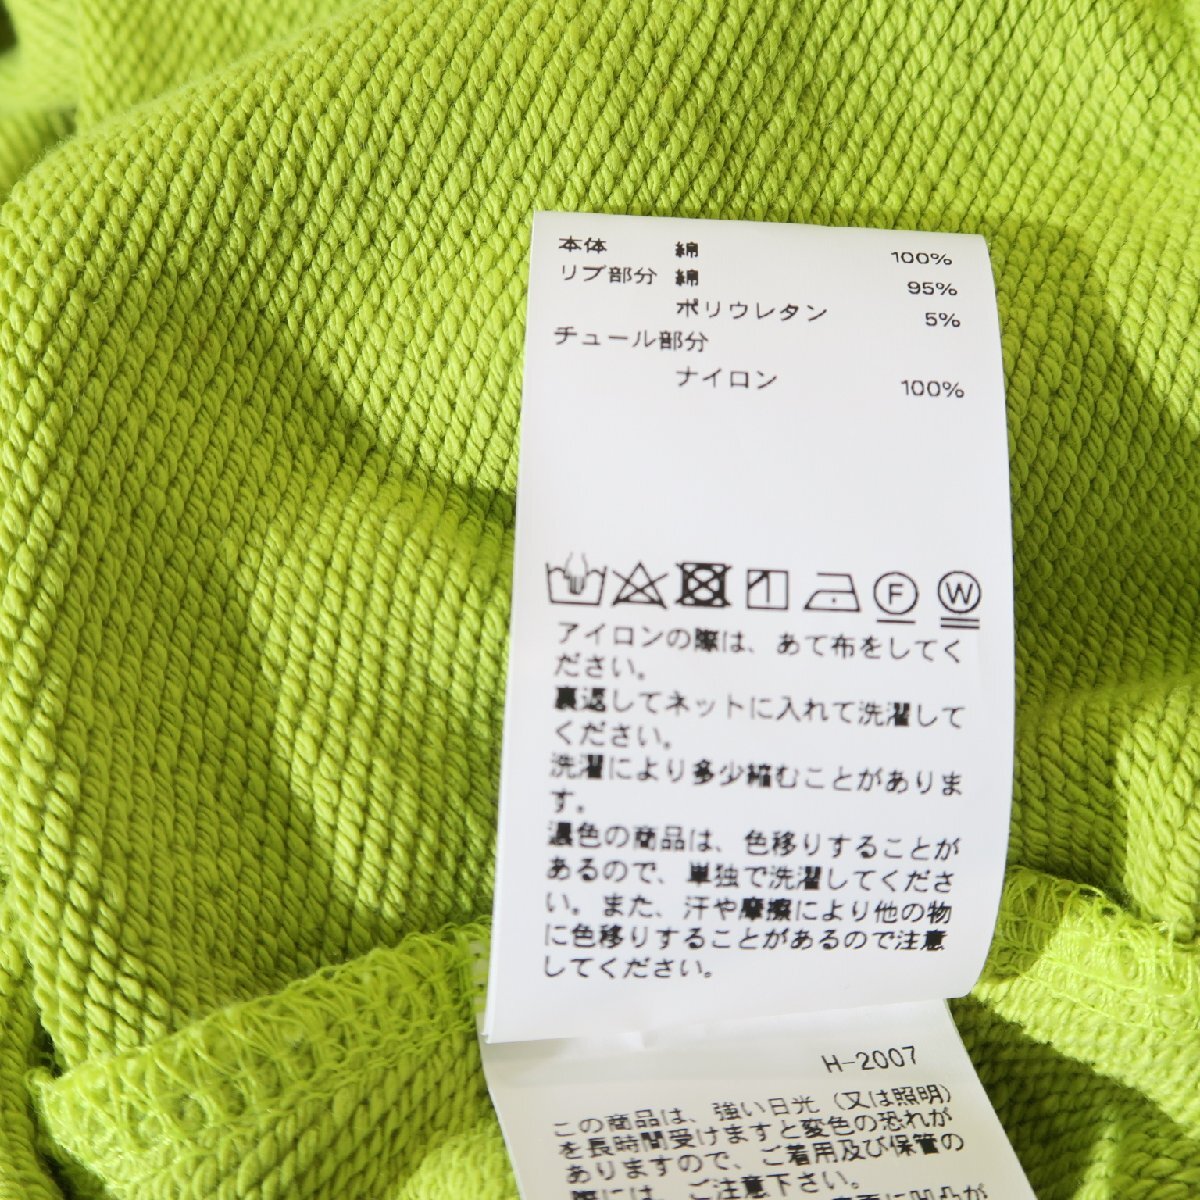 本体 綿 100%
リブ部分 綿 95%
ポリウレタン 5%
チュール部分
ナイロン 100%
F W
アイロンの際は、あて布をしてく
ださい。
裏返してネットに入れて洗濯して
ください。
洗濯により多少縮むことがありま
す。
濃色の商品は、色移りすることが
あるので、単独で洗濯してくださ
い。また、汗や摩擦により他の物
に色移りすることがあるので注意
してください。
H-2007
この商品は、強い日光（又は照明）
を長時間受けますと変色の恐れが
ありますので、ご着用及び保管の
際には、ご注意下さい。